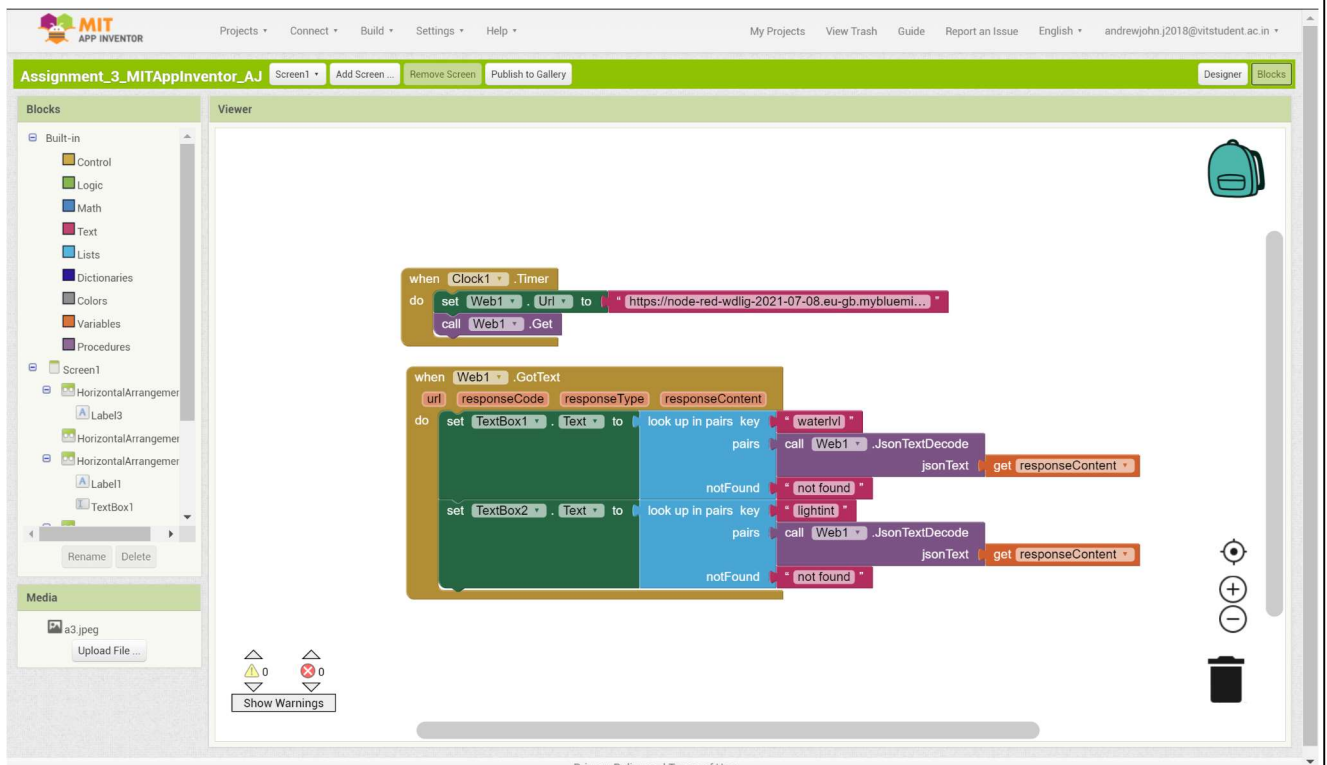 MIT
APP INVENTOR
Projects Connect Build Settings Help My Projects View Trash Guide Report an Issue English andrewjohn.j2018@vitstudent.ac.in
Assignment_3_MITAppInventor_AJ Screen1 Add Screen ... Remove Screen Publish to Gallery Designer Blocks
Blocks
Built-in
Control
Logic
Math
Text
Lists
Dictionaries
Colors
Variables
Procedures
Screen1
HorizontalArrangemer
Label3
HorizontalArrangemer
HorizontalArrangemer
Label1
TextBox1
Rename Delete
Media
a3.jpeg
Upload File ...
Viewer
when Clock1 .Timer
do set Web1 . Url to " https://node-red-wdlig-2021-07-08.eu-gb.mybluemi... "
call Web1 .Get
when Web1 .GotText
url responseCode responseType responseContent
do set TextBox1 . Text to look up in pairs key " waterlvl "
pairs call Web1 .JsonTextDecode
jsonText get responseContent
notFound " not found "
set TextBox2 . Text to look up in pairs key " lightint "
pairs call Web1 .JsonTextDecode
jsonText get responseContent
notFound " not found "
0 0
Show Warnings